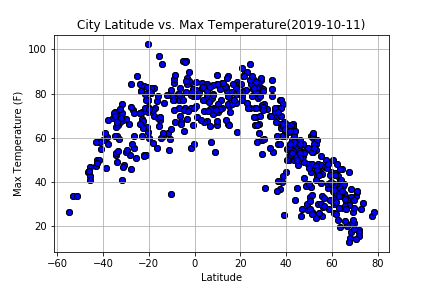 City Latitude vs. Max Temperature(2019-10-11)
Max Temperature (F)
100
80
60
40
20
−60 −40 −20 0 20 40 60 80
Latitude